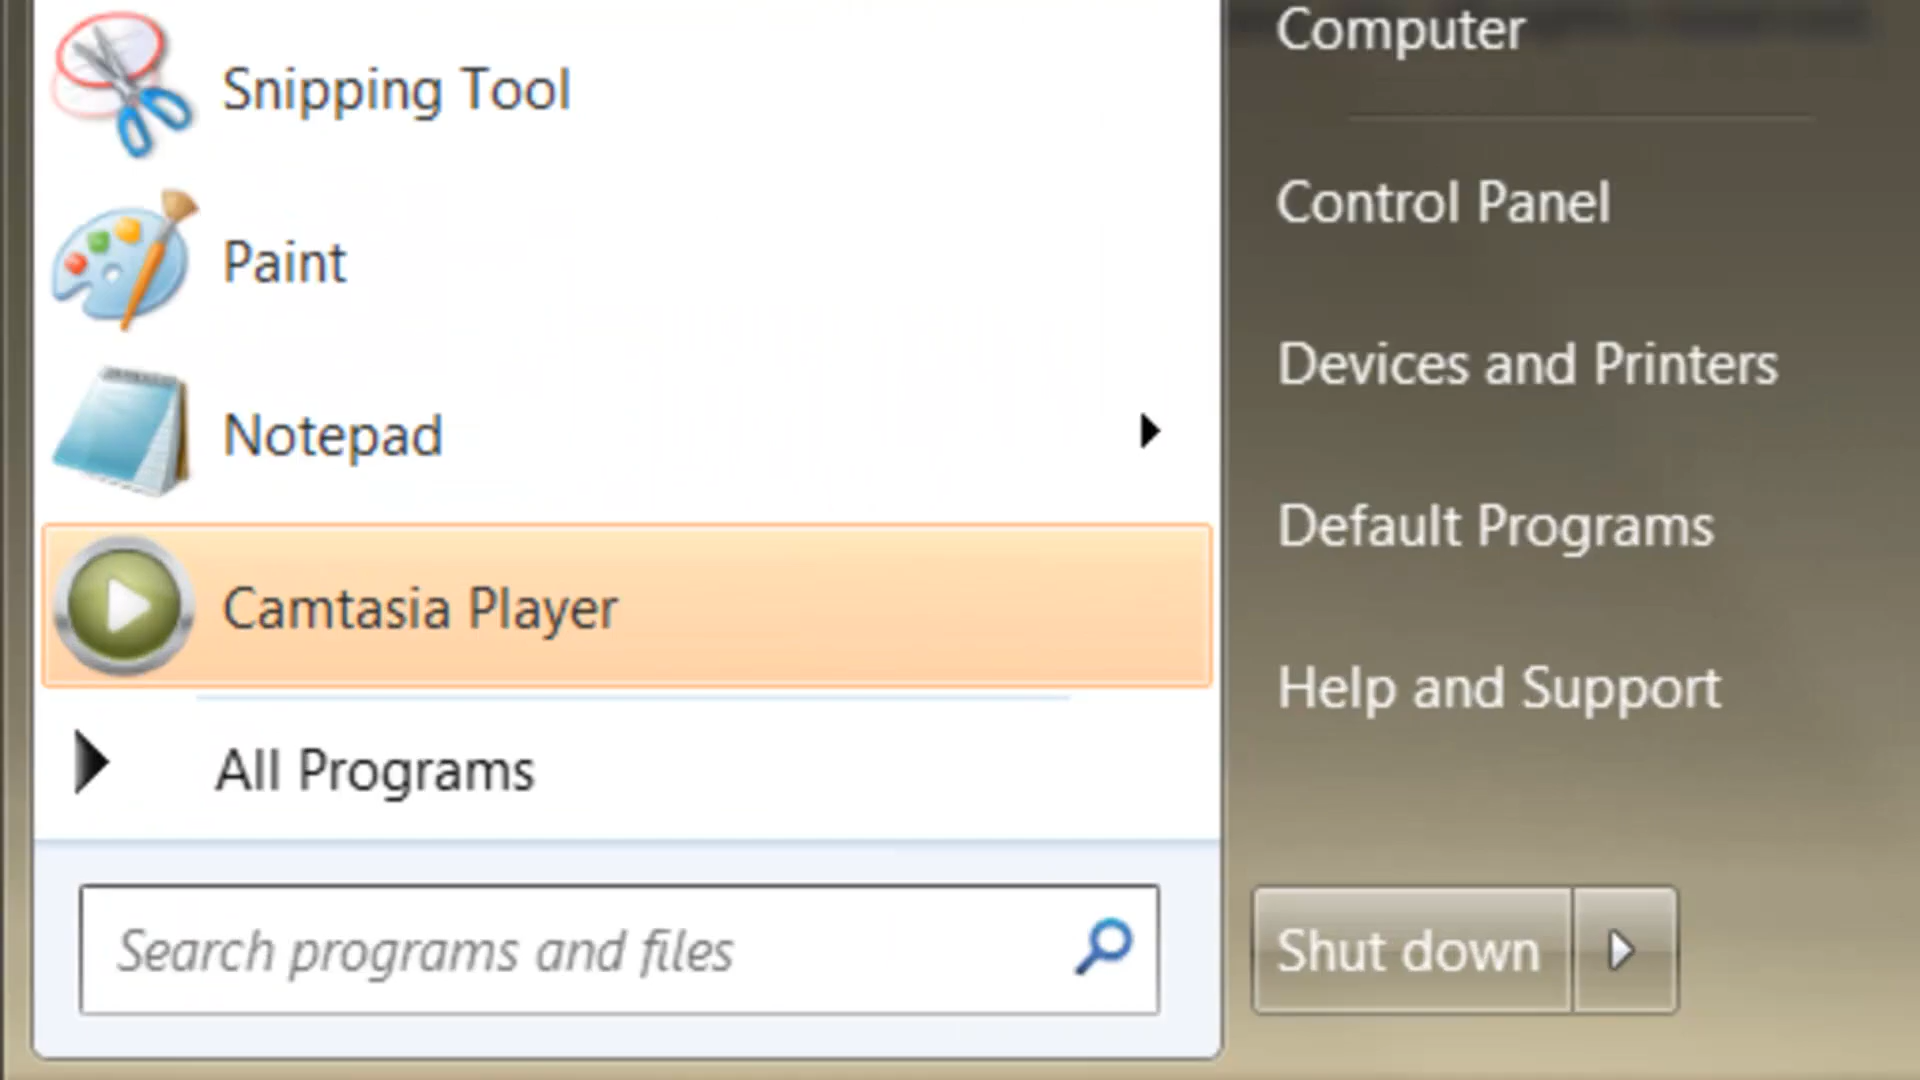 Snipping Tool
Paint
Notepad
Camtasia Player
All Programs
Search programs and files
Computer
Control Panel
Devices and Printers
Default Programs
Help and Support
Shut down